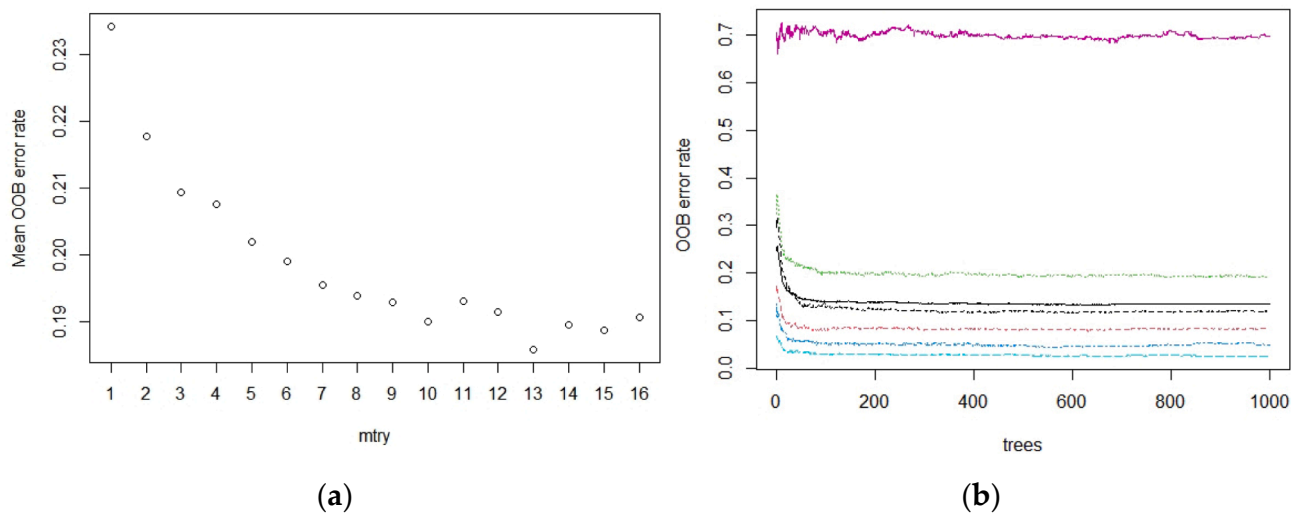 Mean OOB error rate
0.23
0.22
0.21
0.20
0.19
1 2 3 4 5 6 7 8 9 10 11 12 13 14 15 16
mtry
(a)
OOB error rate
0.7
0.6
0.5
0.4
0.3
0.2
0.1
0.0
0 200 400 600 800 1000
trees
(b)